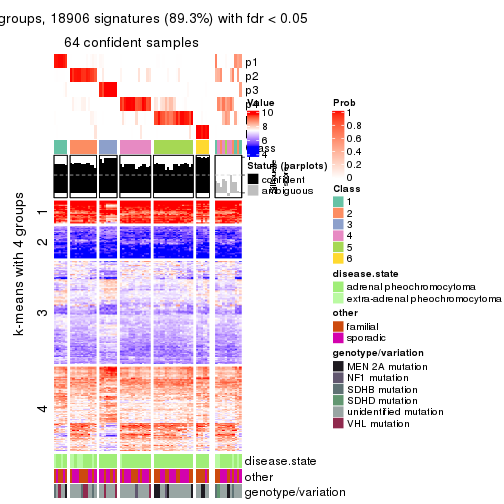 groups, 18906 signatures (89.3%) with fdr < 0.05
64 confident samples
p1
p2
p3
p4
Value
10
8
6
4
Status (barplots)
confident
ambiguous
Prob
1
0.8
0.6
0.4
0.2
0
Class
1
2
3
4
5
6
disease.state
adrenal pheochromocytoma
extra-adrenal pheochromocytoma
other
familial
sporadic
genotype/variation
MEN 2A mutation
NF1 mutation
SDHB mutation
SDHD mutation
unidentified mutation
VHL mutation
k-means with 4 groups
1
2
3
4
disease.state
other
genotype/variation